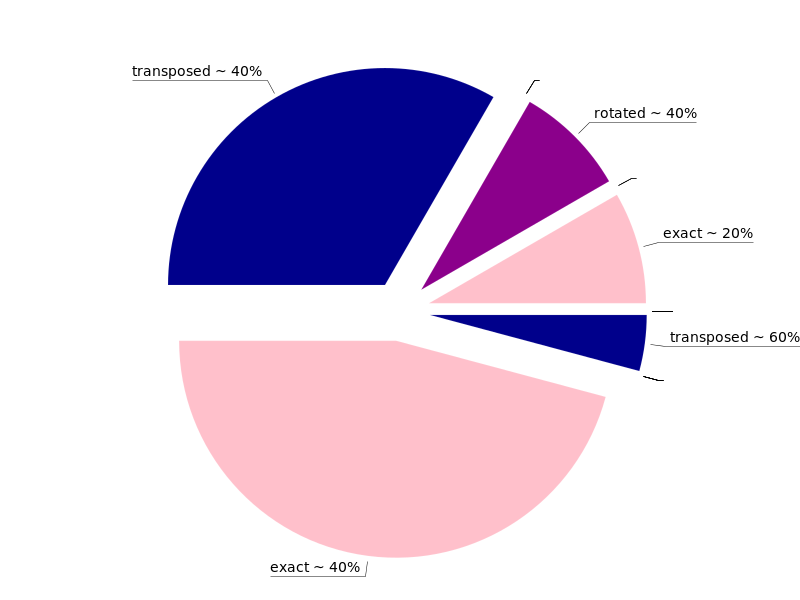 transposed ~ 40%
rotated ~ 40%
exact ~ 20%
transposed ~ 60%
exact ~ 40%